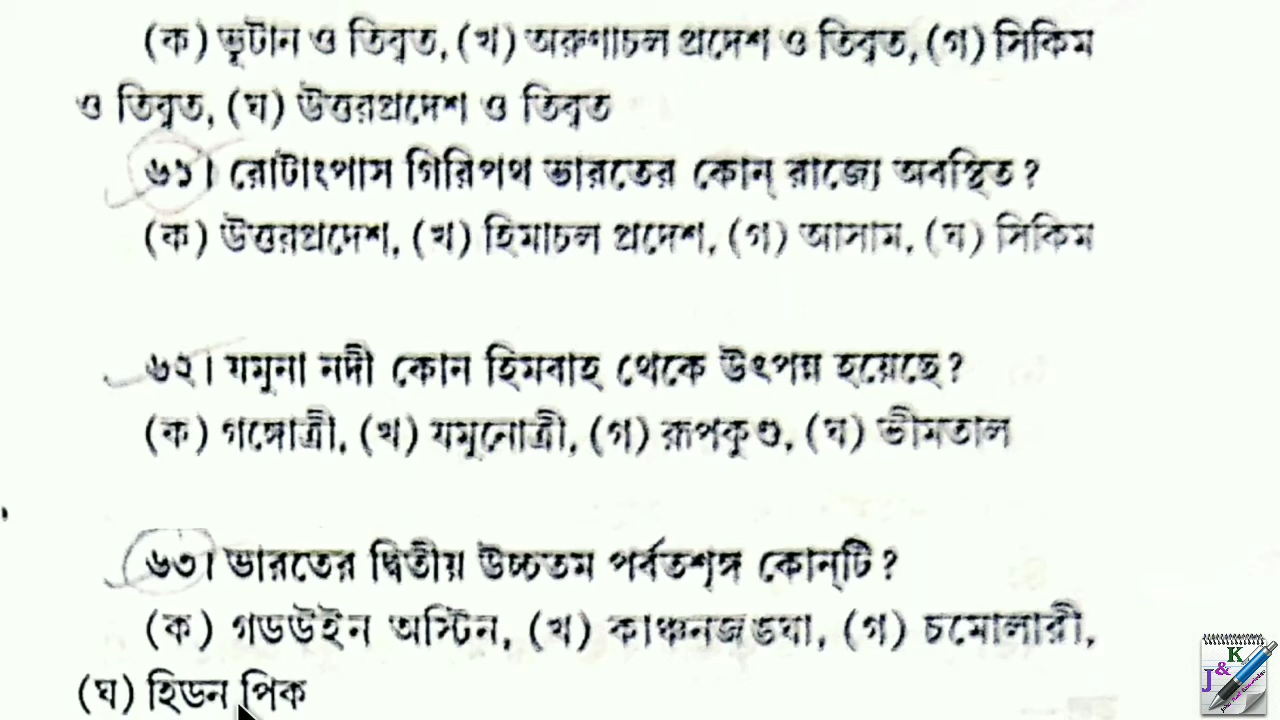 (ক) ভূটান ও তিব্বত, (খ) অরুণাচল প্রদেশ ও তিব্বত, (গ) সিকিম
ও তিব্বত, (ঘ) উত্তরপ্রদেশ ও তিব্বত
৬১। রোটাংপাস গিরিপথ ভারতের কোন্ রাজ্যে অবস্থিত?
(ক) উত্তরপ্রদেশ, (খ) হিমাচল প্রদেশ, (গ) আসাম, (ঘ) সিকিম
৬২। যমুনা নদী কোন হিমবাহ থেকে উৎপন্ন হয়েছে?
(ক) গঙ্গোত্রী, (খ) যমুনোত্রী, (গ) রূপকুণ্ড, (ঘ) ভীমতাল
৬৩। ভারতের দ্বিতীয় উচ্চতম পর্বতশৃঙ্গ কোন্‌টি?
(ক) গডউইন অস্টিন, (খ) কাঞ্চনজঙঘা, (গ) চমোলারী,
(ঘ) হিডন পিক
J & K